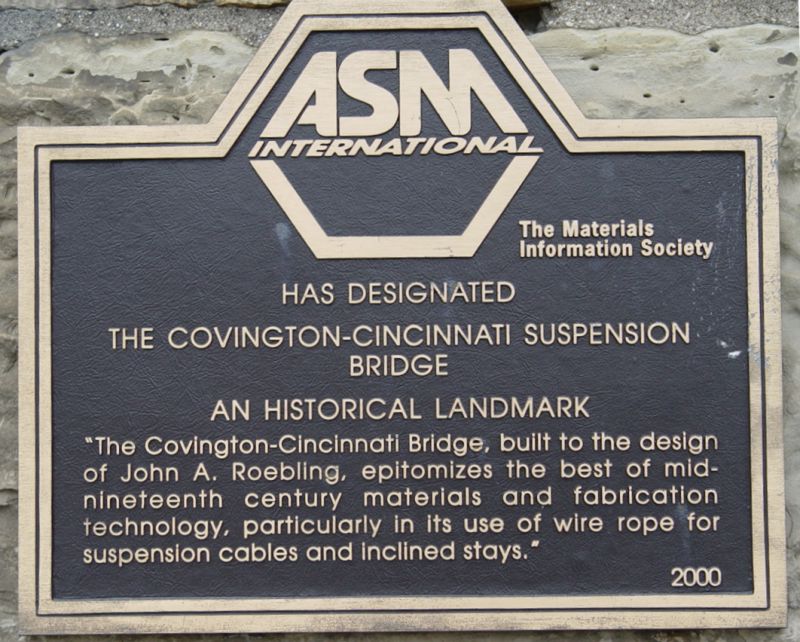 ASM
INTERNATIONAL
The Materials
Information Society
HAS DESIGNATED
THE COVINGTON-CINCINNATI SUSPENSION
BRIDGE
AN HISTORICAL LANDMARK
"The Covington-Cincinnati Bridge, built to the design
of John A. Roebling, epitomizes the best of mid-
nineteenth century materials and fabrication
technology, particularly in its use of wire rope for
suspension cables and inclined stays."
2000